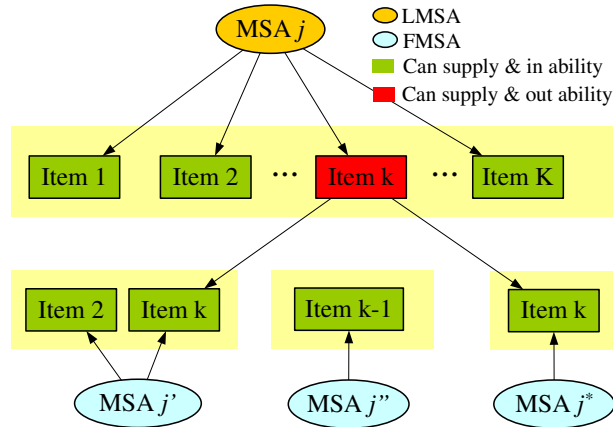 MSA j
LMSA
FMSA
Can supply & in ability
Can supply & out ability
Item 1
Item 2
...
Item k
...
Item K
Item 2
Item k
Item k-1
Item k
MSA j’
MSA j’’
MSA j*